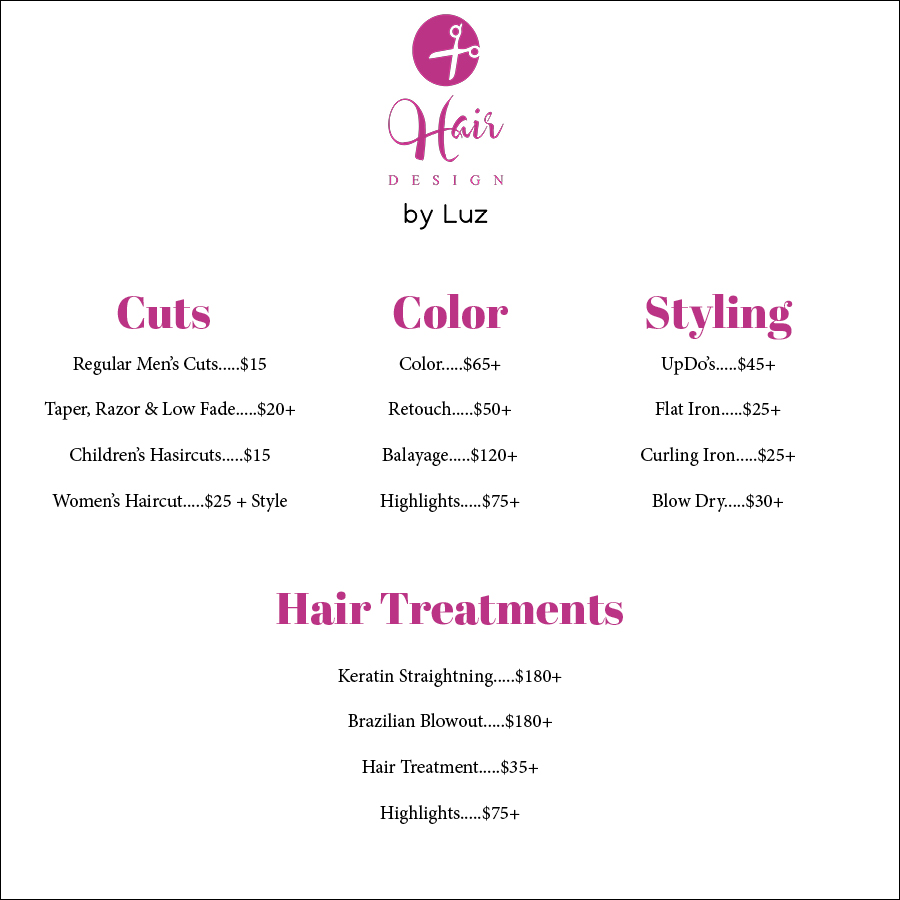 Hair
DESIGN
by Luz
Cuts
Regular Men's Cuts.....$15
Taper, Razor & Low Fade.....$20+
Children's Hasircuts.....$15
Women's Haircut.....$25 + Style
Color
Color.....$65+
Retouch.....$50+
Balayage.....$120+
Highlights.....$75+
Styling
UpDo's.....$45+
Flat Iron.....$25+
Curling Iron.....$25+
Blow Dry.....$30+
Hair Treatments
Keratin Straightning.....$180+
Brazilian Blowout.....$180+
Hair Treatment.....$35+
Highlights.....$75+